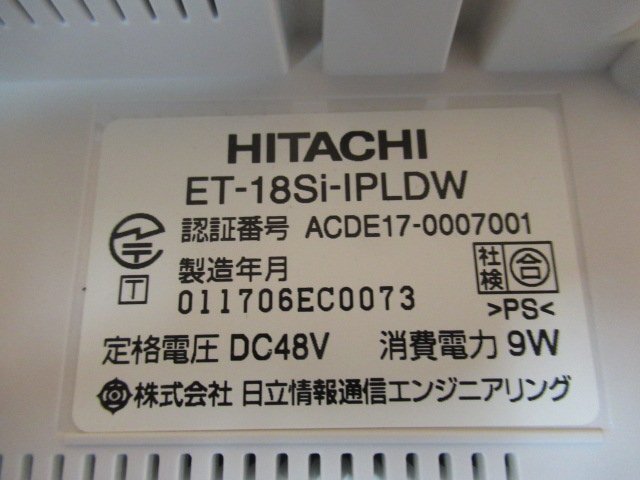 HITACHI
ET-18Si-IPLDW
認証番号 ACDE17-0007001
T
製造年月
011706EC0073
社検 合
>PS<
定格電圧 DC48V 消費電力 9W
株式会社 日立情報通信エンジニアリング